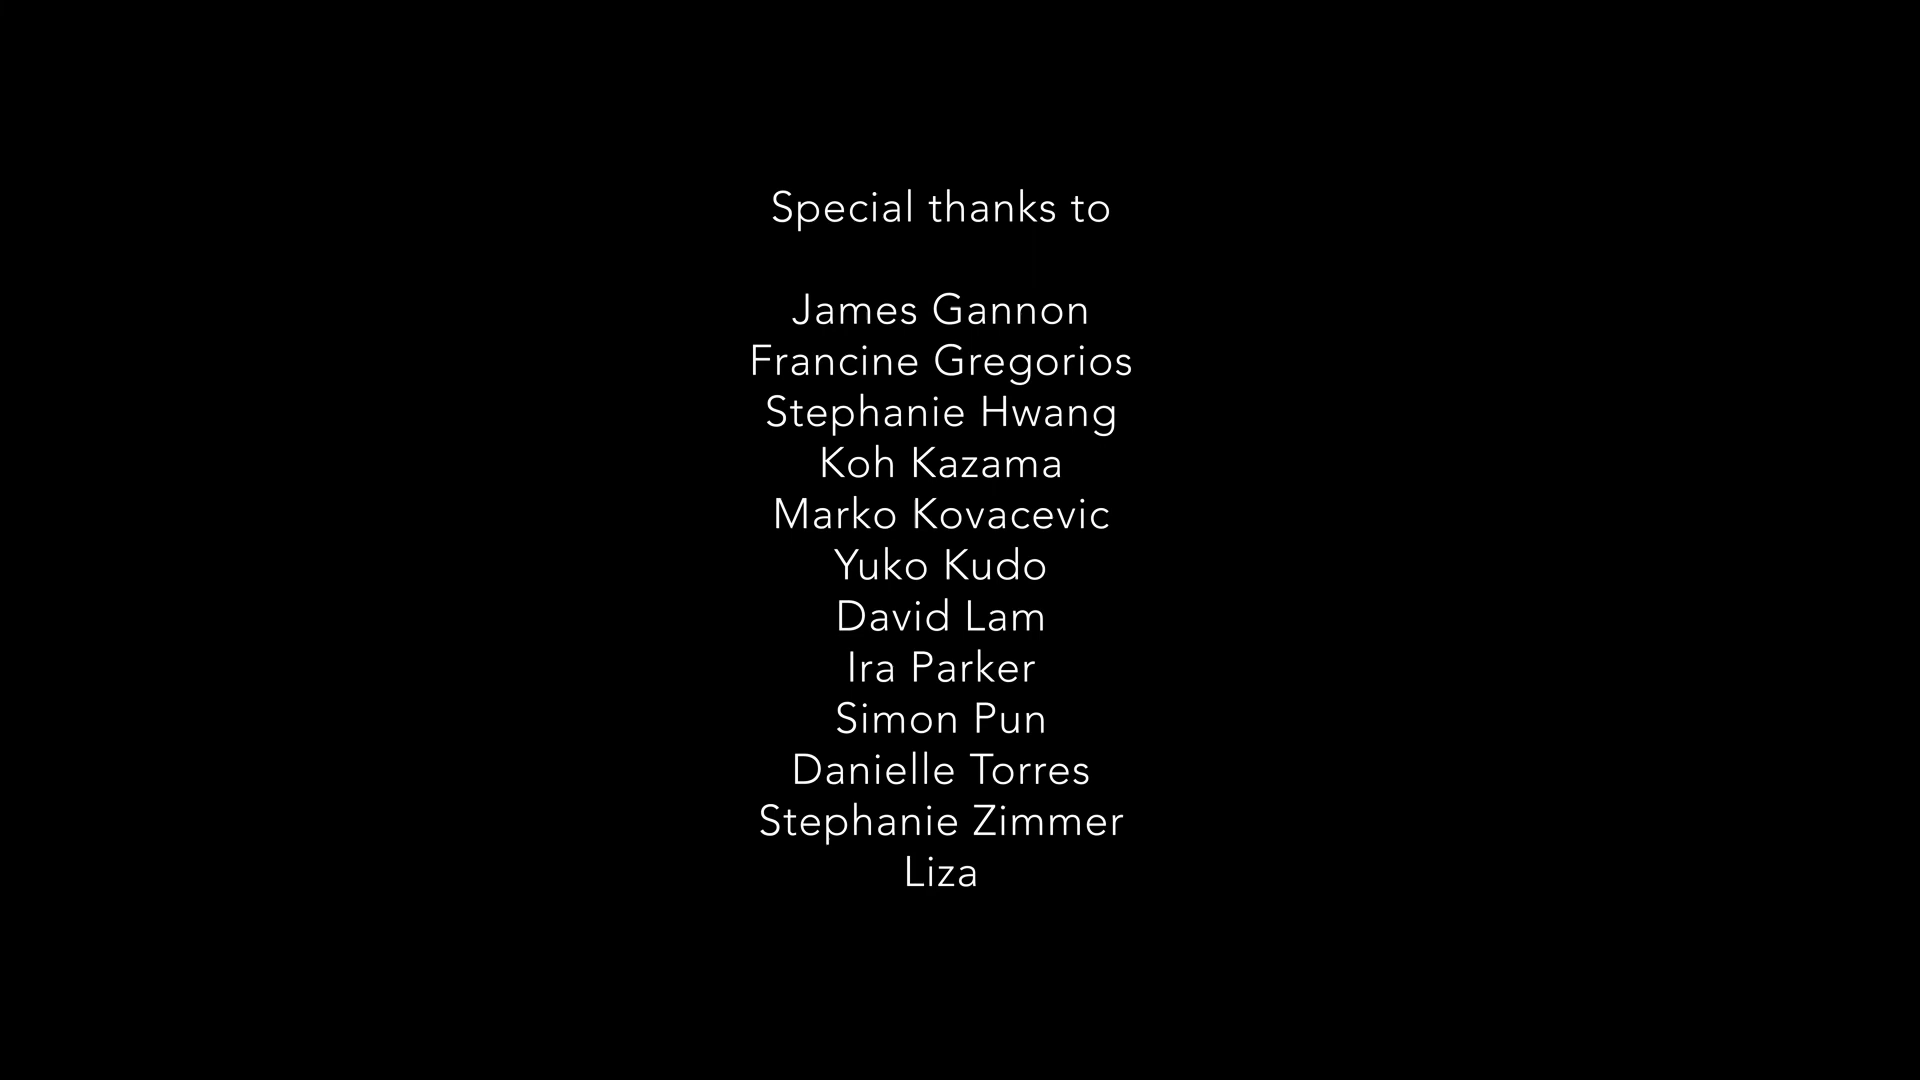 Special thanks to
James Gannon
Francine Gregorios
Stephanie Hwang
Koh Kazama
Marko Kovacevic
Yuko Kudo
David Lam
Ira Parker
Simon Pun
Danielle Torres
Stephanie Zimmer
Liza